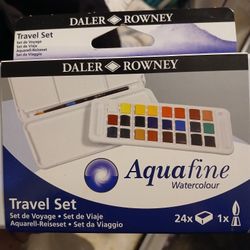 DALER ROWNEY
Travel Set
Set de Voyage
Set de Viaje
Aquarell-Reiseset
Set da Viaggio
DALER ROWNEY
Aquafine
Watercolour
Travel Set
Set de Voyage • Set de Viaje
Aquarell-Reiseset • Set da Viaggio
24x 1x